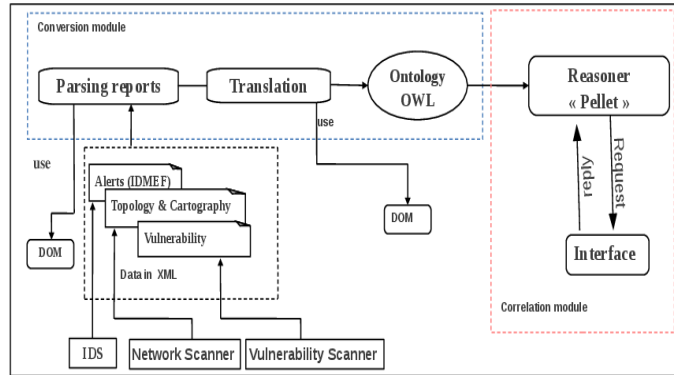 Conversion module
Parsing reports
Translation
Ontology
OWL
Reasoner
« Pellet »
use
use
Alerts (IDMEF)
Topology & Cartography
Vulnerability
Data in XML
DOM
DOM
reply
Request
Interface
Correlation module
IDS
Network Scanner
Vulnerability Scanner